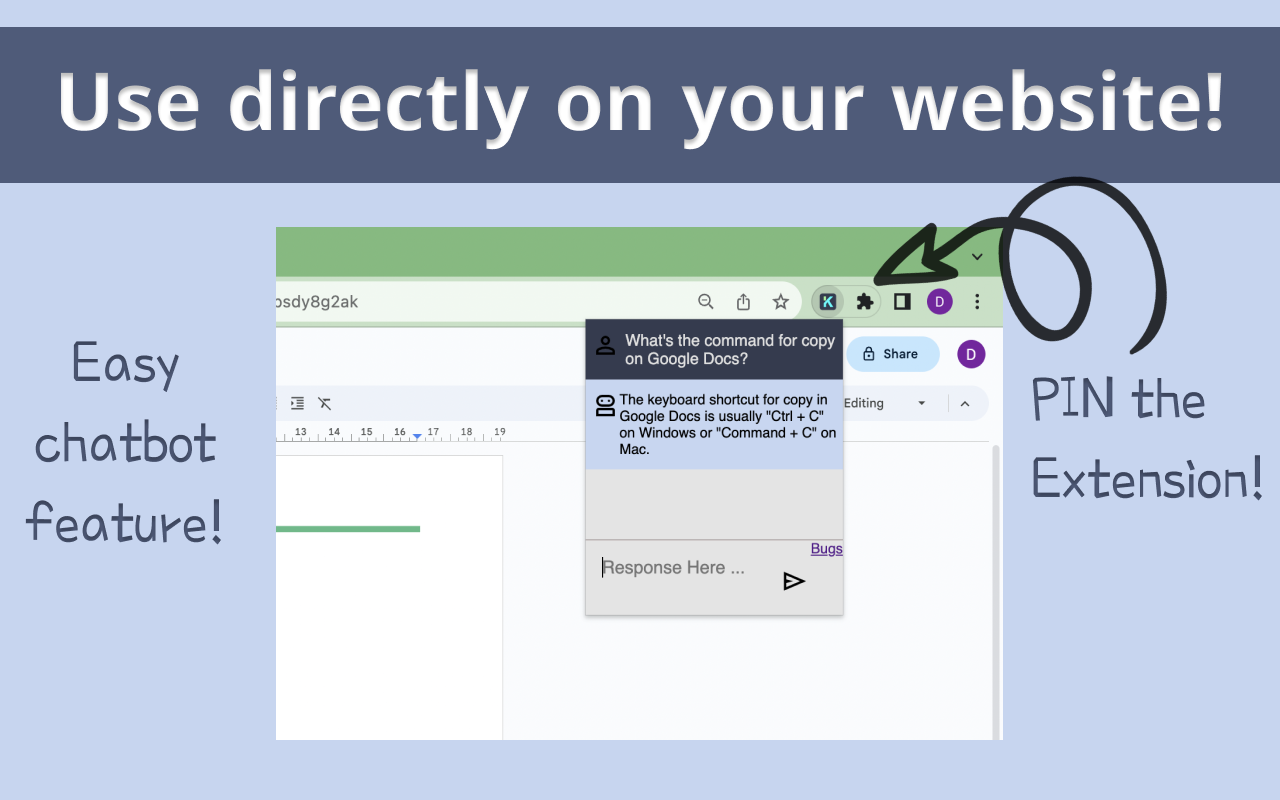 Use directly on your website!
osdy8g2ak
K
D
What's the command for copy
on Google Docs?
Share
D
The keyboard shortcut for copy in
Google Docs is usually "Ctrl + C"
on Windows or "Command + C" on
Mac.
Editing
13 14 15 16 17 18 19
Bugs
Response Here ...
Easy
chatbot
feature!
PIN the
Extension!